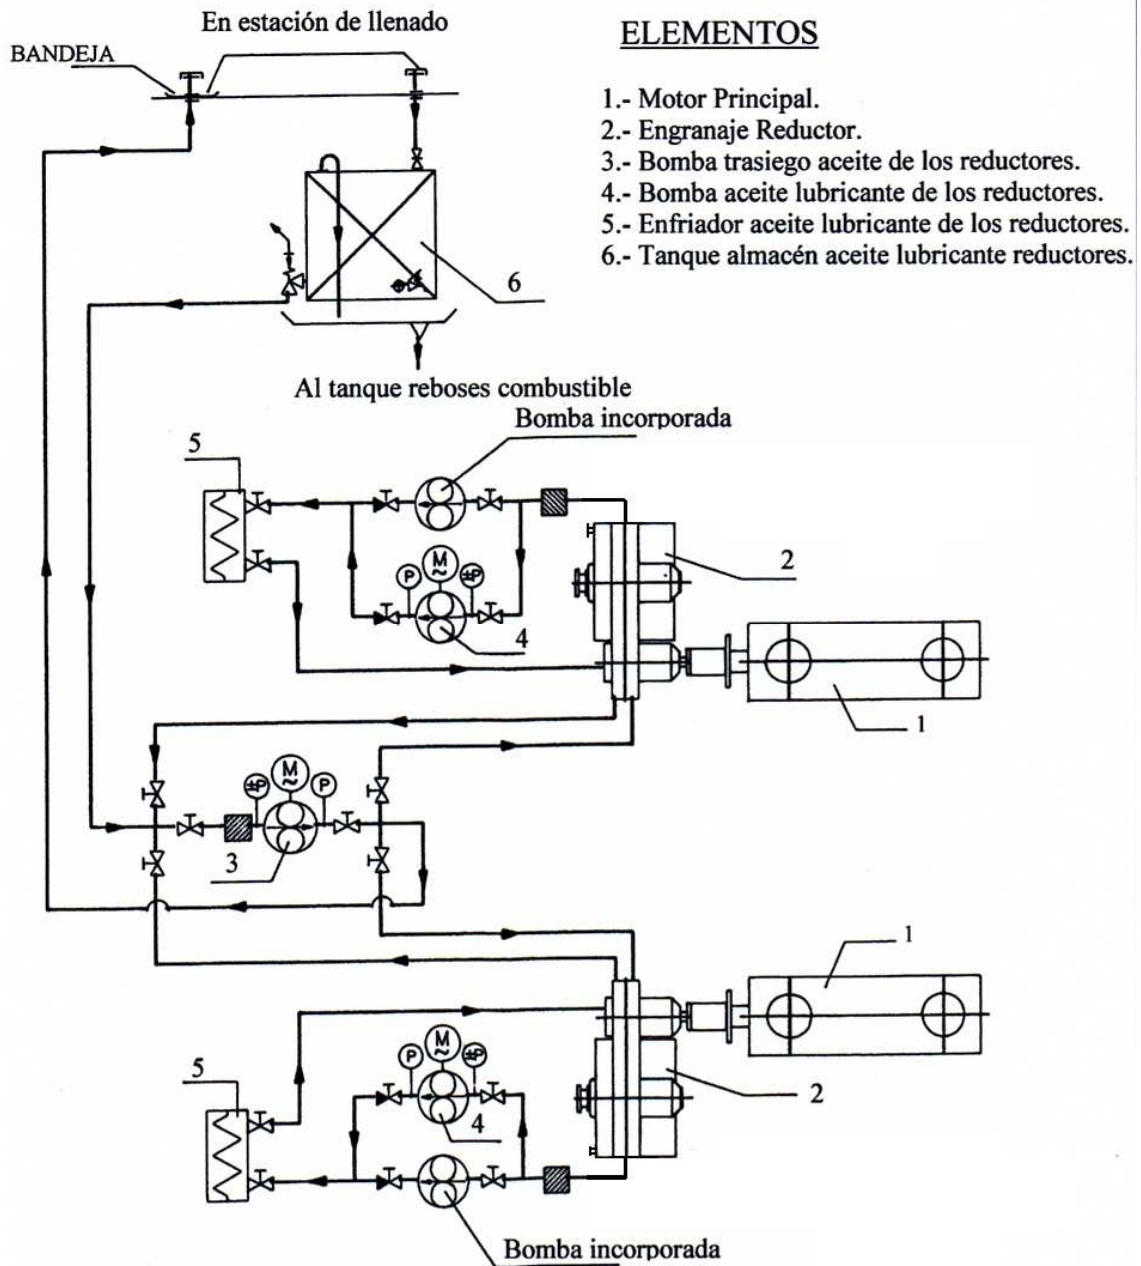 En estación de llenado
BANDEJA
ELEMENTOS
1.- Motor Principal.
2.- Engranaje Reductor.
3.- Bomba trasiego aceite de los reductores.
4.- Bomba aceite lubricante de los reductores.
5.- Enfriador aceite lubricante de los reductores.
6.- Tanque almacén aceite lubricante reductores.
6
Al tanque reboses combustible
Bomba incorporada
5
M
~
P
±P
4
2
1
M
~
±P
P
3
1
M
~
P
±P
5
4
2
Bomba incorporada